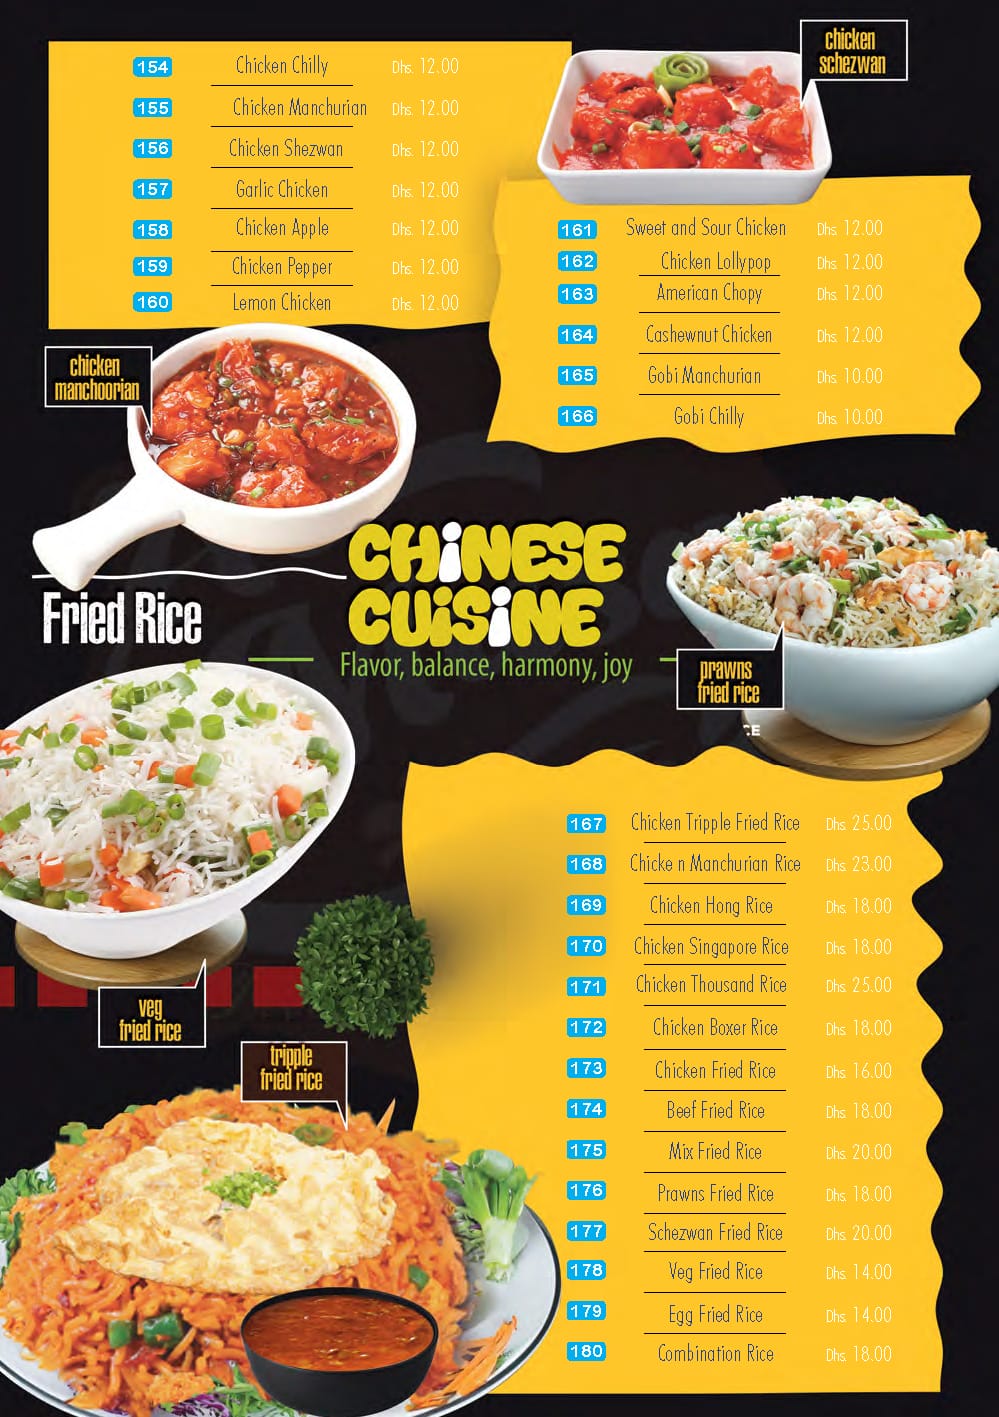 154 Chicken Chilly Dhs. 12.00
155 Chicken Manchurian Dhs. 12.00
156 Chicken Shezwan Dhs. 12.00
157 Garlic Chicken Dhs. 12.00
158 Chicken Apple Dhs. 12.00
159 Chicken Pepper Dhs. 12.00
160 Lemon Chicken Dhs. 12.00
chicken
schezwan
161 Sweet and Sour Chicken Dhs. 12.00
162 Chicken Lollypop Dhs. 12.00
163 American Chopy Dhs. 12.00
164 Cashewnut Chicken Dhs. 12.00
165 Gobi Manchurian Dhs. 10.00
166 Gobi Chilly Dhs. 10.00
chicken
manchoorian
CHiNESE
CUiSiNE
Flavor, balance, harmony, joy
Fried Rice
prawns
fried rice
CE
veg
fried rice
tripple
fried rice
167 Chicken Tripple Fried Rice Dhs. 25.00
168 Chicke n Manchurian Rice Dhs. 23.00
169 Chicken Hong Rice Dhs. 18.00
170 Chicken Singapore Rice Dhs. 18.00
171 Chicken Thousand Rice Dhs. 25.00
172 Chicken Boxer Rice Dhs. 18.00
173 Chicken Fried Rice Dhs. 16.00
174 Beef Fried Rice Dhs. 18.00
175 Mix Fried Rice Dhs. 20.00
176 Prawns Fried Rice Dhs. 18.00
177 Schezwan Fried Rice Dhs. 20.00
178 Veg Fried Rice Dhs. 14.00
179 Egg Fried Rice Dhs. 14.00
180 Combination Rice Dhs. 18.00